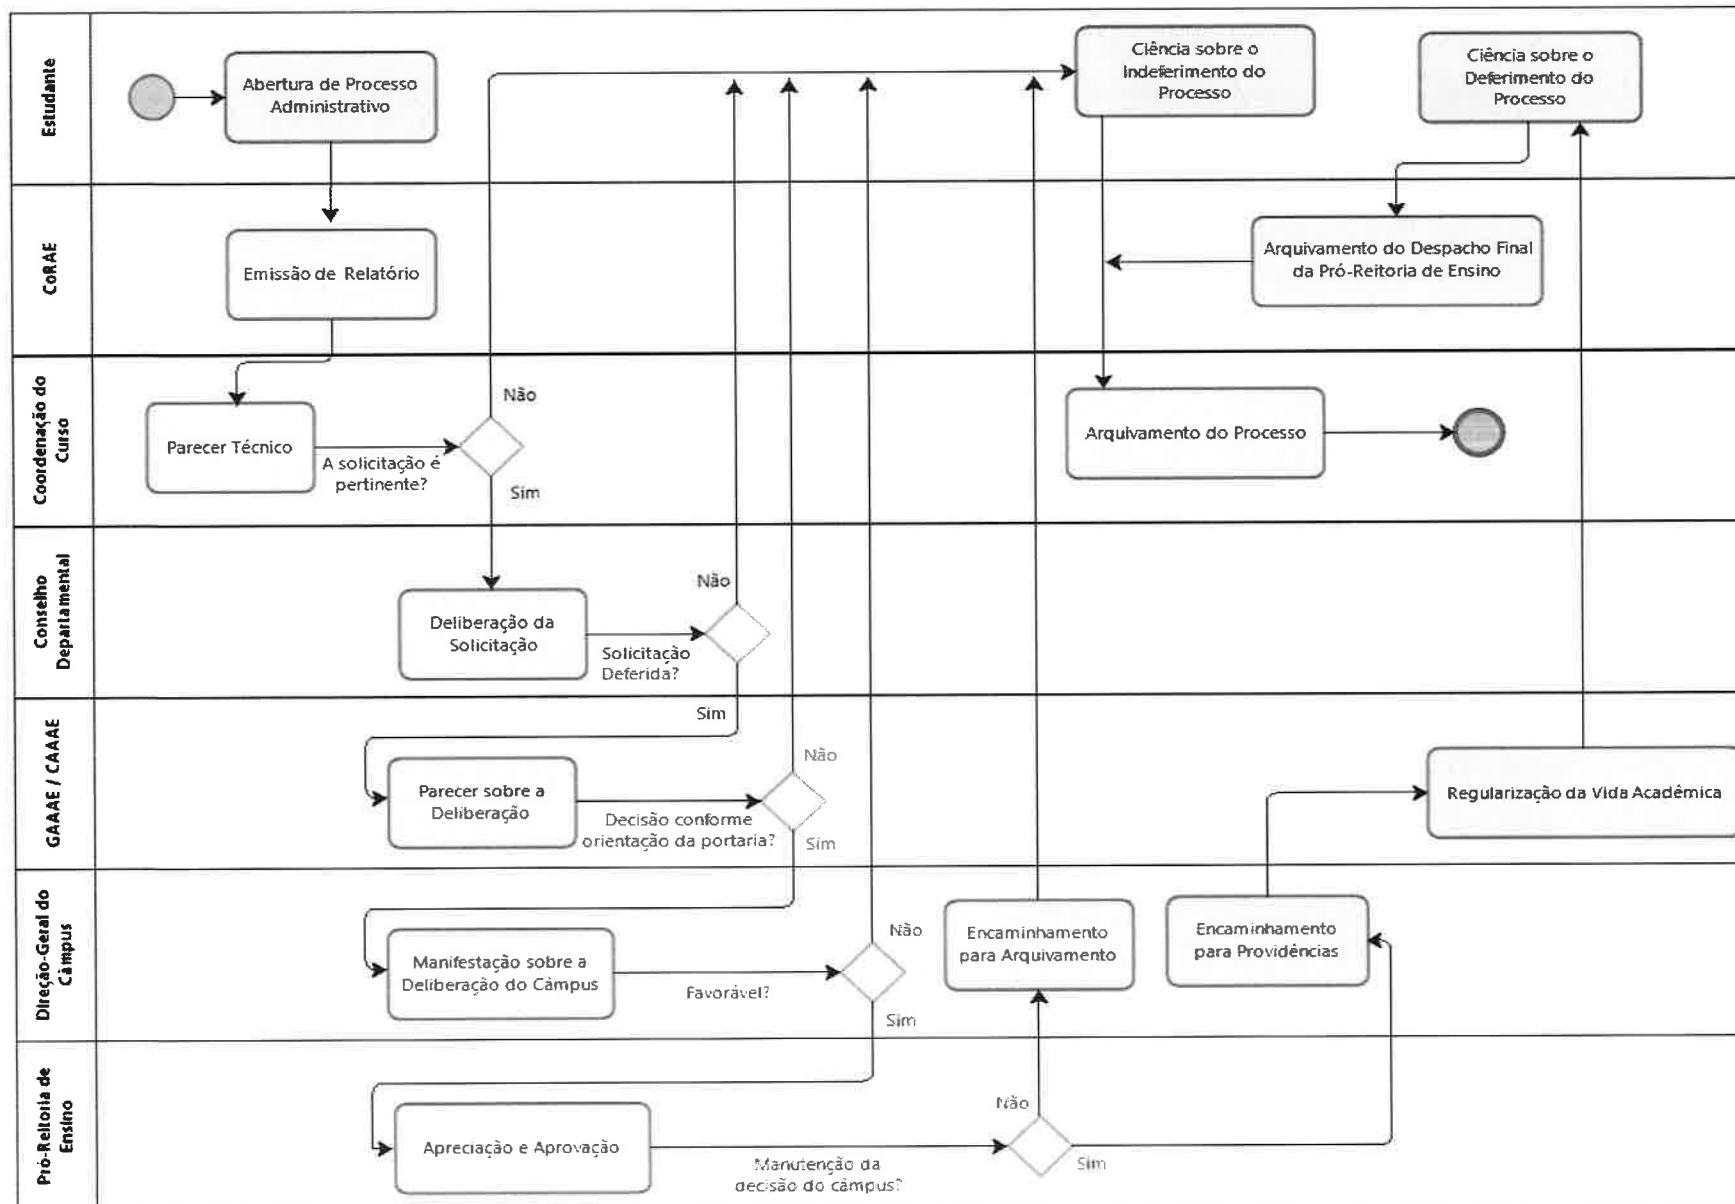 Estudante
Abertura de Processo
Administrativo
Ciência sobre o
Indeferimento do
Processo
Ciência sobre o
Deferimento do
Processo
CoRAE
Emissão de Relatório
Arquivamento do Despacho Final
da Pró-Reitoria de Ensino
Coordenação do
Curso
Parecer Técnico
A solicitação é
pertinente?
Não
Sim
Arquivamento do Processo
Conselho
Departamental
Deliberação da
Solicitação
Solicitação
Deferida?
Não
Sim
GAAAE / CAAAE
Parecer sobre a
Deliberação
Decisão conforme
orientação da portaria?
Não
Sim
Regularização da Vida Acadêmica
Direção-Geral do
Câmpus
Manifestação sobre a
Deliberação do Câmpus
Favorável?
Não
Sim
Encaminhamento
para Arquivamento
Encaminhamento
para Providências
Pró-Reitoria de
Ensino
Apreciação e Aprovação
Manutenção da
decisão do câmpus?
Não
Sim